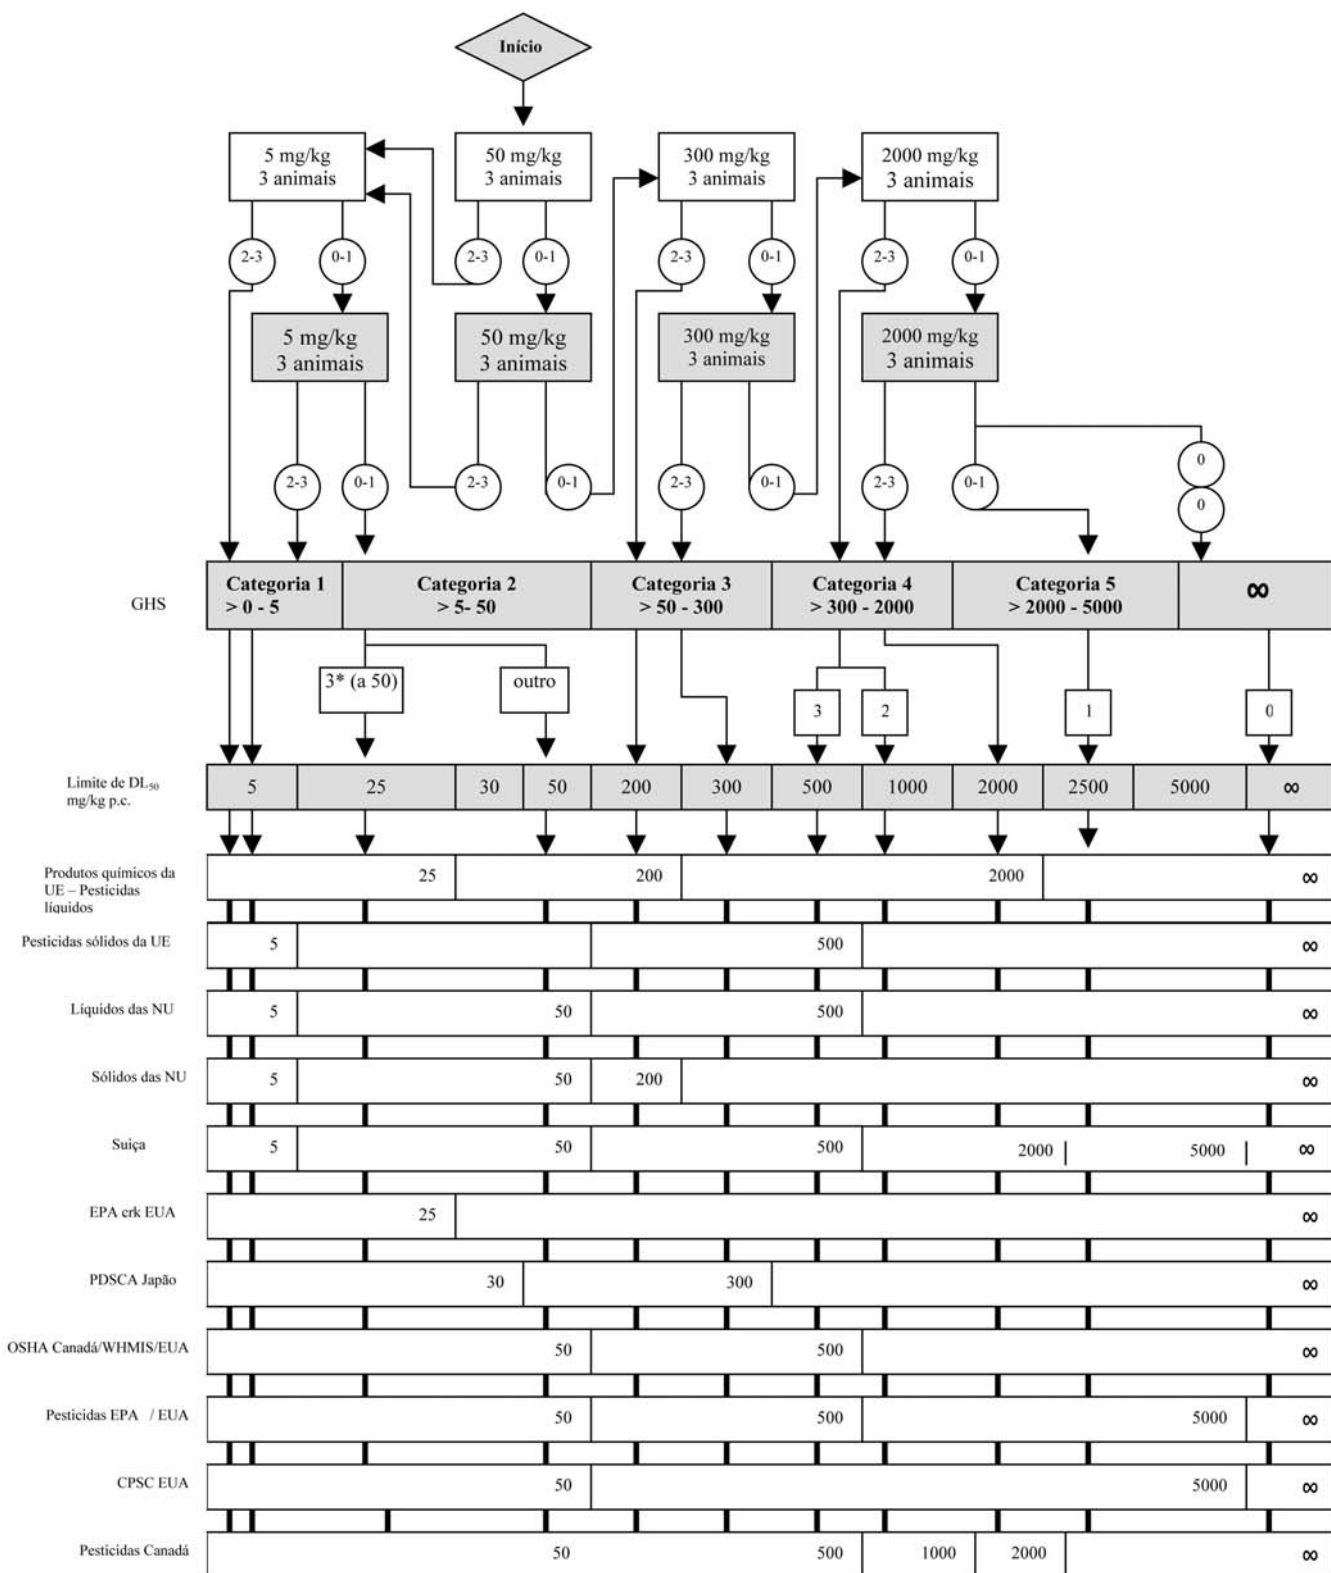 Início
5 mg/kg
3 animais
50 mg/kg
3 animais
300 mg/kg
3 animais
2000 mg/kg
3 animais
2-3
0-1
2-3
0-1
2-3
0-1
2-3
0-1
5 mg/kg
3 animais
50 mg/kg
3 animais
300 mg/kg
3 animais
2000 mg/kg
3 animais
2-3
0-1
2-3
0-1
2-3
0-1
2-3
0-1
0
0
GHS
Categoria 1
> 0 - 5
Categoria 2
> 5- 50
Categoria 3
> 50 - 300
Categoria 4
> 300 - 2000
Categoria 5
> 2000 - 5000
∞
3* (a 50)
outro
3
2
1
0
Limite de DL₅₀
mg/kg p.c.
5 25 30 50 200 300 500 1000 2000 2500 5000 ∞
Produtos químicos da
UE – Pesticidas
líquidos
25 200 2000 ∞
Pesticidas sólidos da UE
5 500 ∞
Líquidos das NU
5 50 500 ∞
Sólidos das NU
5 50 200 ∞
Suiça
5 50 500 2000 5000 ∞
EPA crk EUA
25 ∞
PDSCA Japão
30 300 ∞
OSHA Canadá/WHMIS/EUA
50 500 ∞
Pesticidas EPA / EUA
50 500 5000 ∞
CPSC EUA
50 5000 ∞
Pesticidas Canadá
50 500 1000 2000 ∞